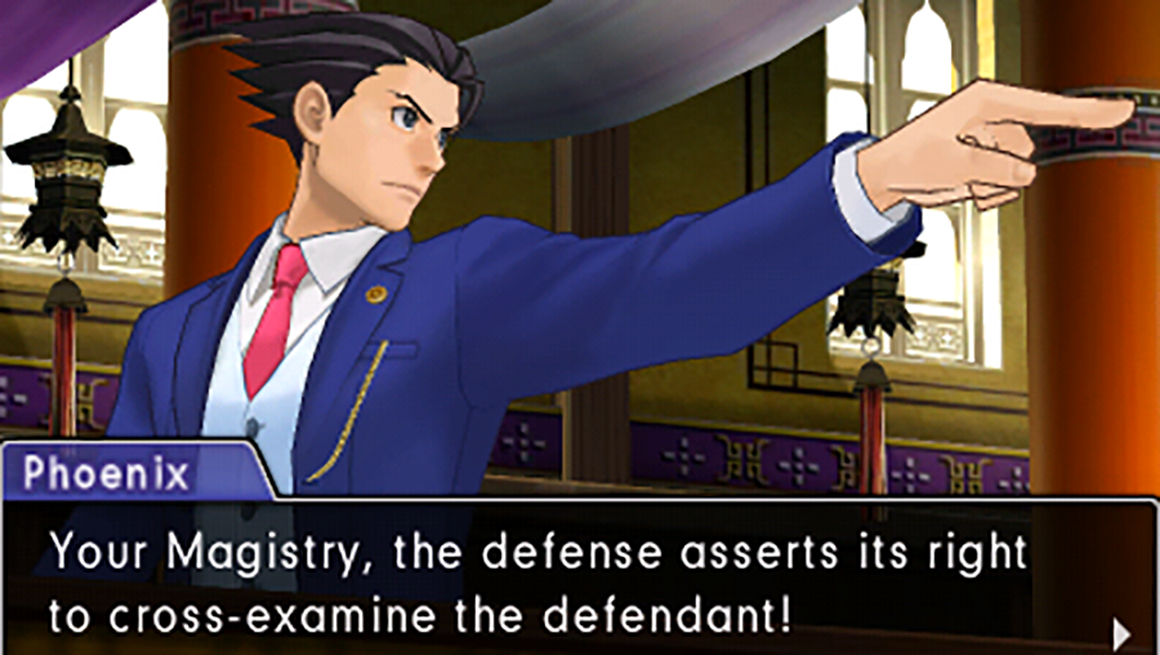 Phoenix
Your Magistry, the defense asserts its right
to cross-examine the defendant!